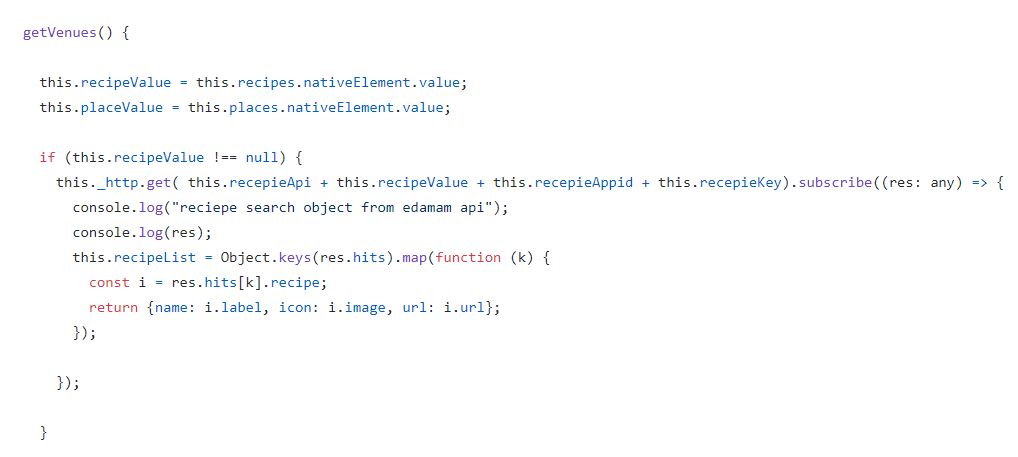 getVenues() {
this.recipeValue = this.recipes.nativeElement.value;
this.placeValue = this.places.nativeElement.value;
if (this.recipeValue !== null) {
this._http.get( this.recepieApi + this.recipeValue + this.recepieAppid + this.recepieKey).subscribe((res: any) => {
console.log("reciepe search object from edamam api");
console.log(res);
this.recipeList = Object.keys(res.hits).map(function (k) {
const i = res.hits[k].recipe;
return {name: i.label, icon: i.image, url: i.url};
});
});
}